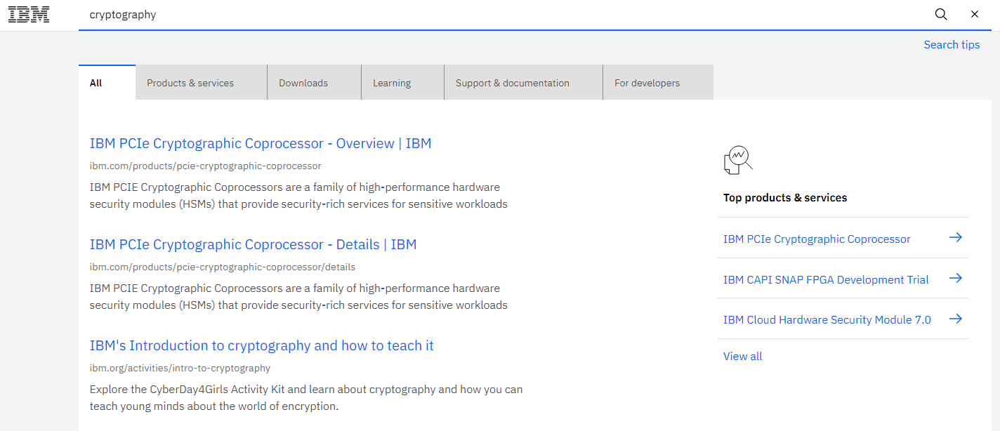 IBM
cryptography
Search tips
All
Products & services
Downloads
Learning
Support & documentation
For developers
IBM PCIe Cryptographic Coprocessor - Overview | IBM
ibm.com/products/pcie-cryptographic-coprocessor
IBM PCIE Cryptographic Coprocessors are a family of high-performance hardware
security modules (HSMs) that provide security-rich services for sensitive workloads
IBM PCIe Cryptographic Coprocessor - Details | IBM
ibm.com/products/pcie-cryptographic-coprocessor/details
IBM PCIE Cryptographic Coprocessors are a family of high-performance hardware
security modules (HSMs) that provide security-rich services for sensitive workloads
IBM's Introduction to cryptography and how to teach it
ibm.org/activities/intro-to-cryptography
Explore the CyberDay4Girls Activity Kit and learn about cryptography and how you can
teach young minds about the world of encryption.
Top products & services
IBM PCIe Cryptographic Coprocessor
IBM CAPI SNAP FPGA Development Trial
IBM Cloud Hardware Security Module 7.0
View all